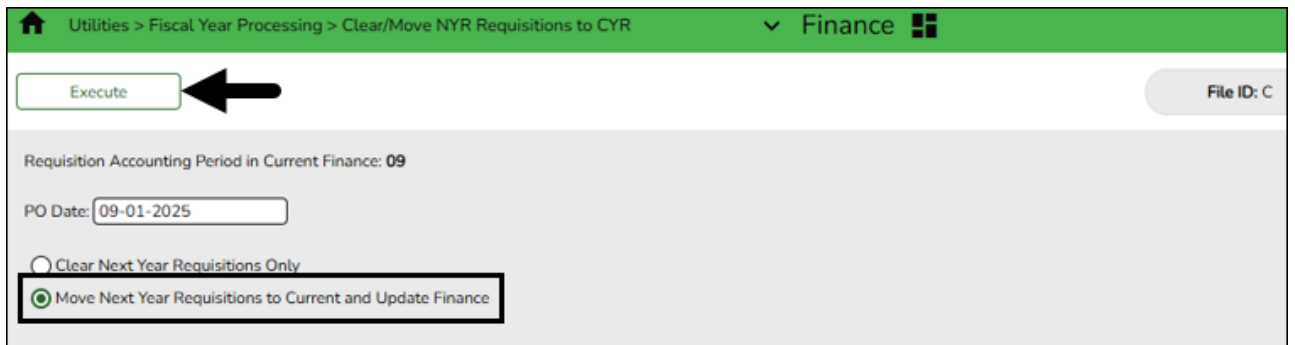 Utilities > Fiscal Year Processing > Clear/Move NYR Requisitions to CYR Finance
Execute File ID: C
Requisition Accounting Period in Current Finance: 09
PO Date: 09-01-2025
Clear Next Year Requisitions Only
Move Next Year Requisitions to Current and Update Finance